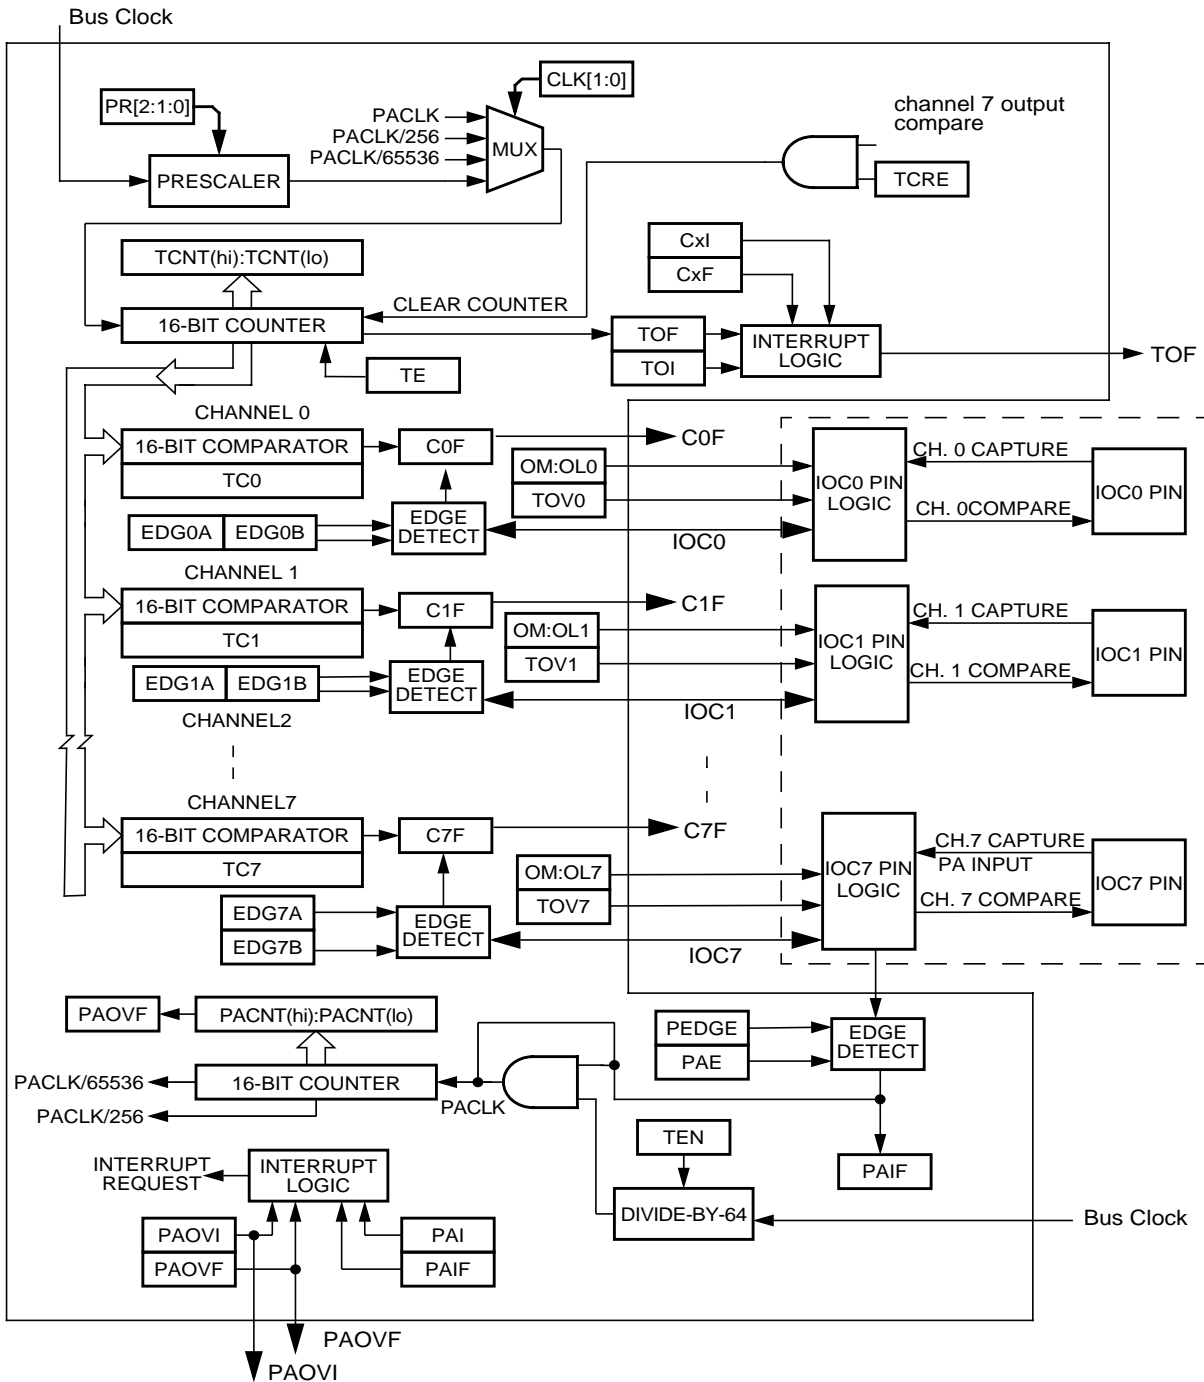 Bus Clock
CLK[1:0]
PR[2:1:0]
channel 7 output
compare
PACLK
PACLK/256
PACLK/65536
MUX
PRESCALER
TCRE
CxI
CxF
TCNT(hi):TCNT(lo)
CLEAR COUNTER
16-BIT COUNTER
TOF
TOI
INTERRUPT
LOGIC
TOF
TE
CHANNEL 0
16-BIT COMPARATOR
TC0
C0F
C0F
OM:OL0
TOV0
IOC0 PIN
LOGIC
CH. 0 CAPTURE
CH. 0COMPARE
IOC0 PIN
EDG0A
EDG0B
EDGE
DETECT
IOC0
CHANNEL 1
16-BIT COMPARATOR
TC1
C1F
C1F
OM:OL1
TOV1
IOC1 PIN
LOGIC
CH. 1 CAPTURE
CH. 1 COMPARE
IOC1 PIN
EDG1A
EDG1B
EDGE
DETECT
IOC1
CHANNEL2
CHANNEL7
16-BIT COMPARATOR
TC7
C7F
C7F
OM:OL7
TOV7
IOC7 PIN
LOGIC
CH.7 CAPTURE
PA INPUT
CH. 7 COMPARE
IOC7 PIN
EDG7A
EDG7B
EDGE
DETECT
IOC7
PAOVF
PACNT(hi):PACNT(lo)
PEDGE
PAE
EDGE
DETECT
PACLK/65536
16-BIT COUNTER
PACLK
PACLK/256
TEN
PAIF
INTERRUPT
REQUEST
INTERRUPT
LOGIC
DIVIDE-BY-64
Bus Clock
PAOVI
PAOVF
PAI
PAIF
PAOVF
PAOVI